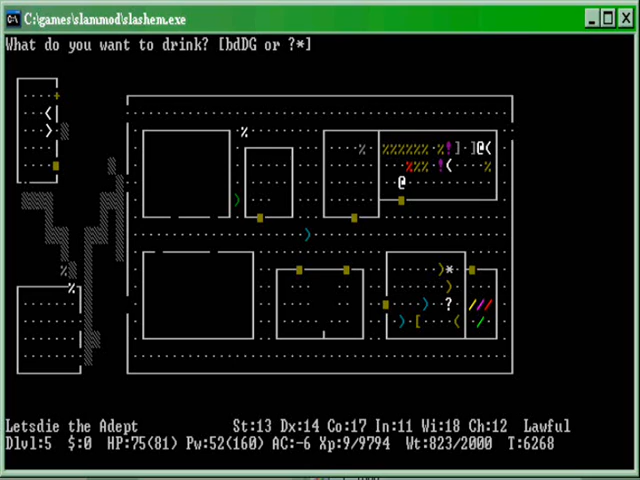 C:\games\slammod\slashem.exe
What do you want to drink? [bdDG or ?*]
Letsdie the Adept St:13 Dx:14 Co:17 In:11 Wi:18 Ch:12 Lawful
Dlvl:5 $:0 HP:75(81) Pw:52(160) AC:-6 Xp:9/9794 Wt:823/2000 T:6268